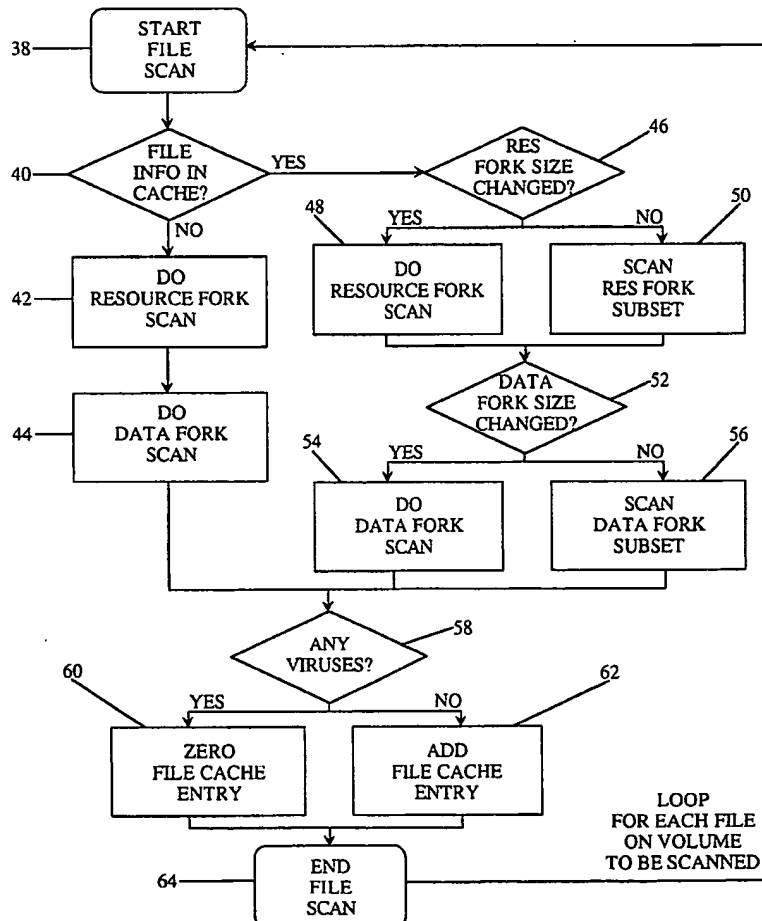 START
FILE
SCAN
38
FILE
INFO IN
CACHE?
40
YES
NO
RES
FORK SIZE
CHANGED?
46
48
YES
NO
50
DO
RESOURCE FORK
SCAN
42
DO
RESOURCE FORK
SCAN
SCAN
RES FORK
SUBSET
DO
DATA FORK
SCAN
44
DATA
FORK SIZE
CHANGED?
52
54
YES
NO
56
DO
DATA FORK
SCAN
SCAN
DATA FORK
SUBSET
ANY
VIRUSES?
58
60
YES
NO
62
ZERO
FILE CACHE
ENTRY
ADD
FILE CACHE
ENTRY
LOOP
FOR EACH FILE
ON VOLUME
TO BE SCANNED
END
FILE
SCAN
64